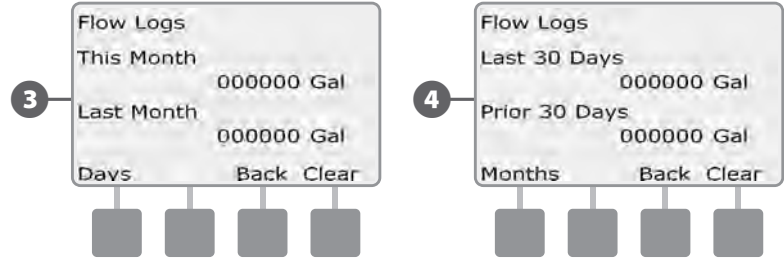 3
Flow Logs
This Month
000000 Gal
Last Month
000000 Gal
Days Back Clear
4
Flow Logs
Last 30 Days
000000 Gal
Prior 30 Days
000000 Gal
Months Back Clear